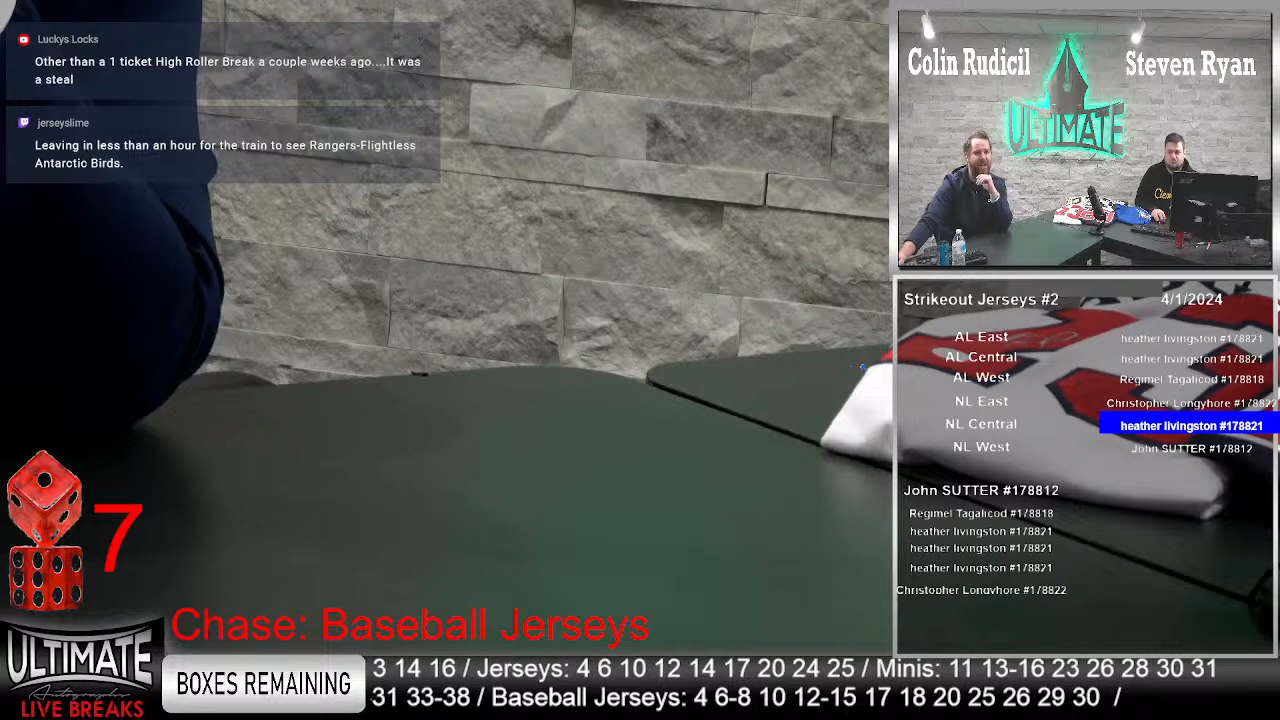 Luckys Locks
Other than a 1 ticket High Roller Break a couple weeks ago....It was
a steal
jerseyslime
Leaving in less than an hour for the train to see Rangers-Flightless
Antarctic Birds.
Colin Rudicil
Steven Ryan
ULTIMATE
Strikeout Jerseys #2 4/1/2024
AL East heather livingston #178821
AL Central heather livingston #178821
AL West Regimel Tagalicod #178818
NL East Christopher Longyhore #17882
NL Central heather livingston #178821
NL West John SUTTER #178812
John SUTTER #178812
Regimel Tagalicod #178818
heather livingston #178821
heather livingston #178821
heather livingston #178821
Christopher Longyhore #178822
7
Chase: Baseball Jerseys
ULTIMATE
Autographs
LIVE BREAKS
BOXES REMAINING
3 14 16 / Jerseys: 4 6 10 12 14 17 20 24 25 / Minis: 11 13-16 23 26 28 30 31
31 33-38 / Baseball Jerseys: 4 6-8 10 12-15 17 18 20 25 26 29 30 /